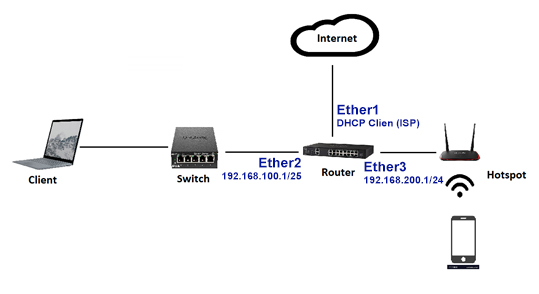 Internet
Ether1
DHCP Clien (ISP)
Ether2
192.168.100.1/25
Ether3
192.168.200.1/24
Client
Switch
Router
Hotspot